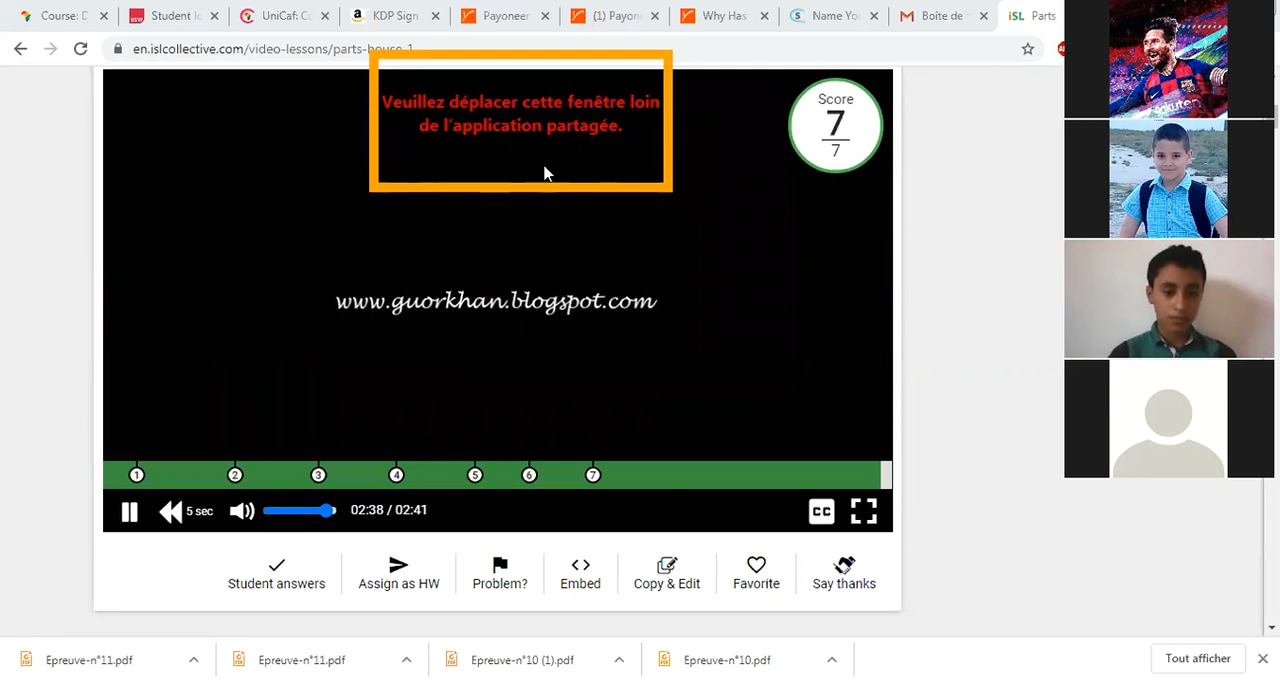 Course: D
Student Ic
UniCaf: Cc
KDP Sign
Payoneer
(1) Payon
Why Has
Name You
Boîte de
iSL Parts
en.islcollective.com/video-lessons/parts-house-1
Veuillez déplacer cette fenêtre loin
de l'application partagée.
Score
7
7
www.guorkhan.blogspot.com
1 2 3 4 5 6 7
5 sec
02:38 / 02:41
CC
Student answers
Assign as HW
Problem?
Embed
Copy & Edit
Favorite
Say thanks
Epreuve-n°11.pdf
Epreuve-n°11.pdf
Epreuve-n°10 (1).pdf
Epreuve-n°10.pdf
Tout afficher